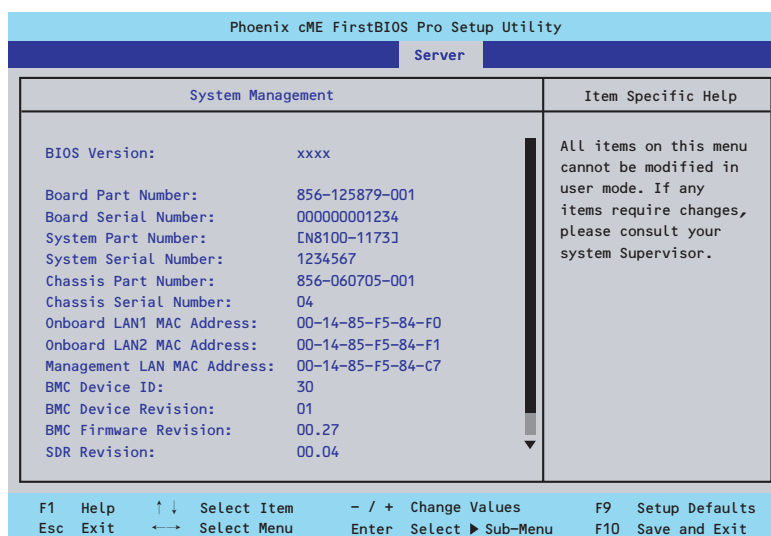 Phoenix cME FirstBIOS Pro Setup Utility
Server
System Management
Item Specific Help
BIOS Version: xxxx
Board Part Number: 856-125879-001
Board Serial Number: 000000001234
System Part Number: [N8100-1173]
System Serial Number: 1234567
Chassis Part Number: 856-060705-001
Chassis Serial Number: 04
Onboard LAN1 MAC Address: 00-14-85-F5-84-F0
Onboard LAN2 MAC Address: 00-14-85-F5-84-F1
Management LAN MAC Address: 00-14-85-F5-84-C7
BMC Device ID: 30
BMC Device Revision: 01
BMC Firmware Revision: 00.27
SDR Revision: 00.04
All items on this menu
cannot be modified in
user mode. If any
items require changes,
please consult your
system Supervisor.
F1 Help ↑↓ Select Item - / + Change Values F9 Setup Defaults
Esc Exit ←→ Select Menu Enter Select ▶ Sub-Menu F10 Save and Exit